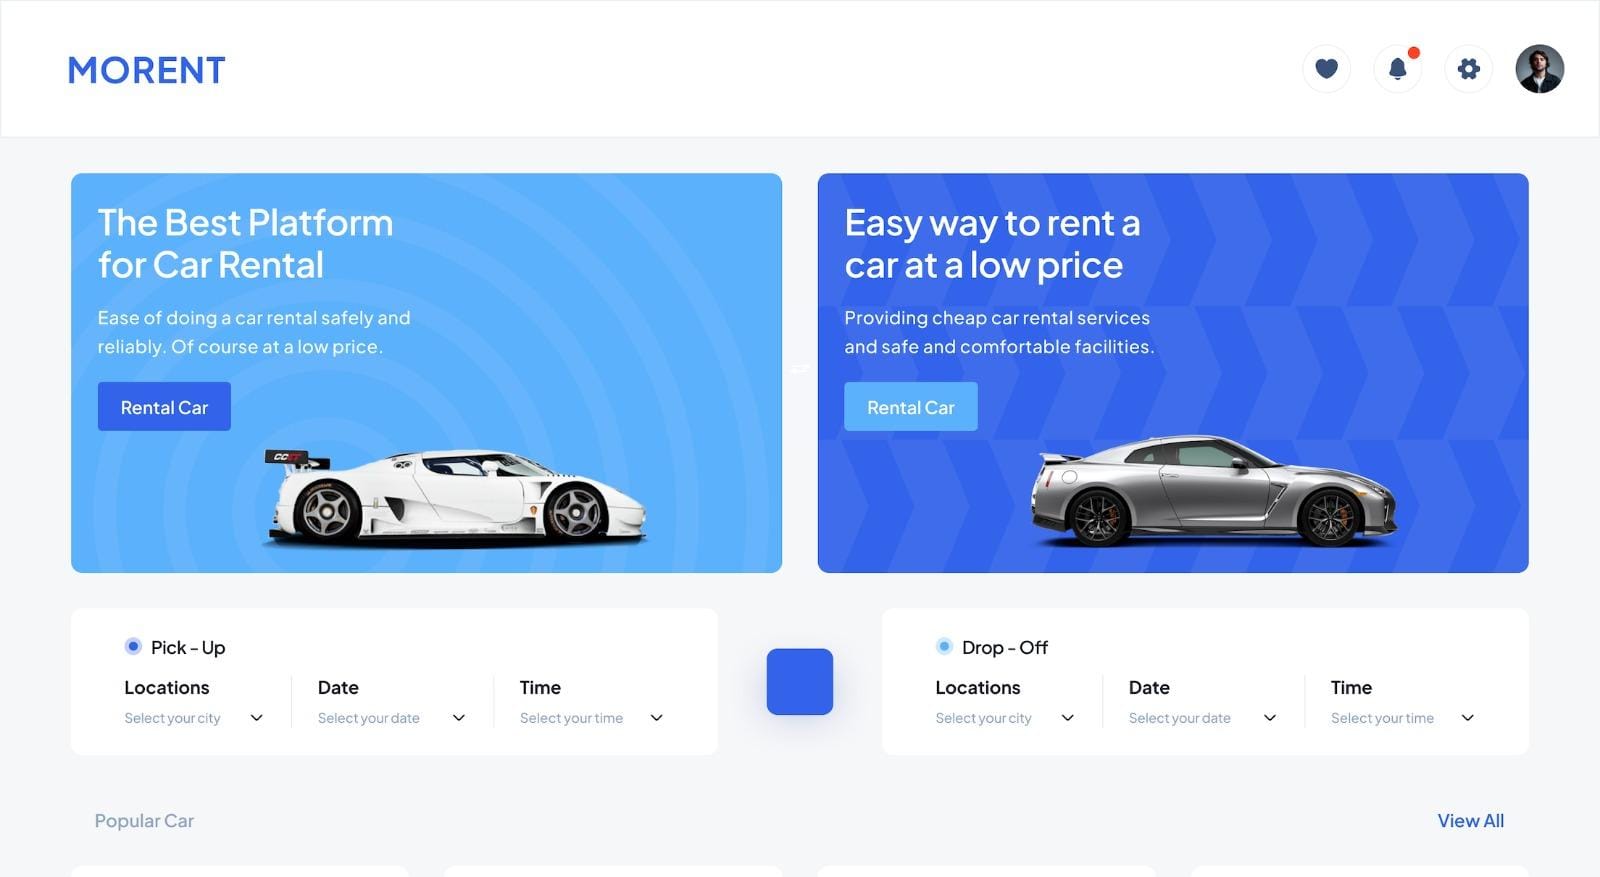 MORENT
The Best Platform
for Car Rental
Ease of doing a car rental safely and
reliably. Of course at a low price.
Rental Car
Easy way to rent a
car at a low price
Providing cheap car rental services
and safe and comfortable facilities.
Rental Car
Pick - Up
Locations
Select your city
Date
Select your date
Time
Select your time
Drop - Off
Locations
Select your city
Date
Select your date
Time
Select your time
Popular Car
View All